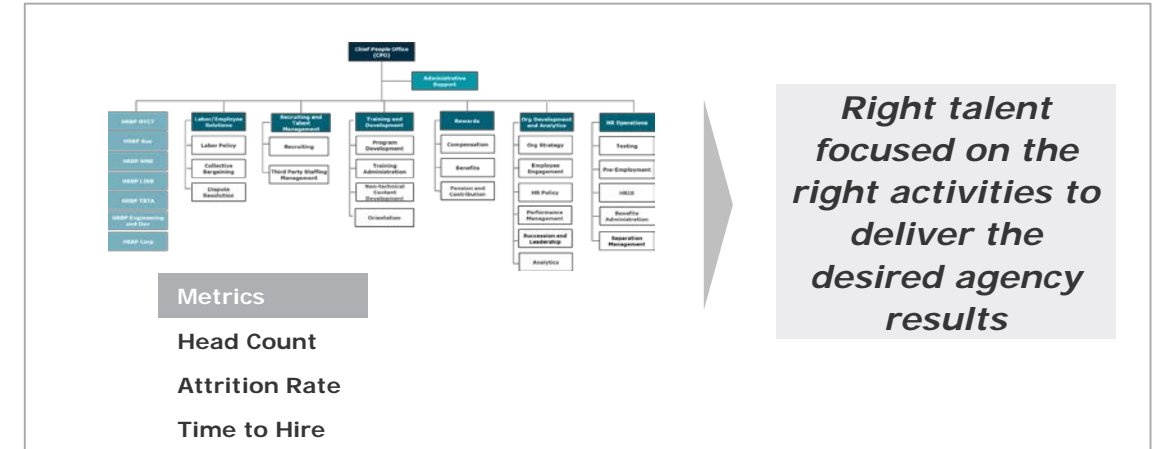 Chief People Office
(CPO)
Administrative
Support
HRBP NYCT
HRBP Bus
HRBP MNR
HRBP LIRR
HRBP TBTA
HRBP Engineering
and Dev
HRBP Corp
Labor/Employee
Relations
Labor Policy
Collective
Bargaining
Dispute
Resolution
Recruiting and
Talent
Management
Recruiting
Third Party Staffing
Management
Training and
Development
Program
Development
Training
Administration
Non-technical
Content
Development
Orientation
Rewards
Compensation
Benefits
Pension and
Contribution
Org Development
and Analytics
Org Strategy
Employee
Engagement
HR Policy
Performance
Management
Succession and
Leadership
Analytics
HR Operations
Testing
Pre-Employment
HRIS
Benefits
Administration
Separation
Management
Right talent
focused on the
right activities to
deliver the
desired agency
results
Metrics
Head Count
Attrition Rate
Time to Hire